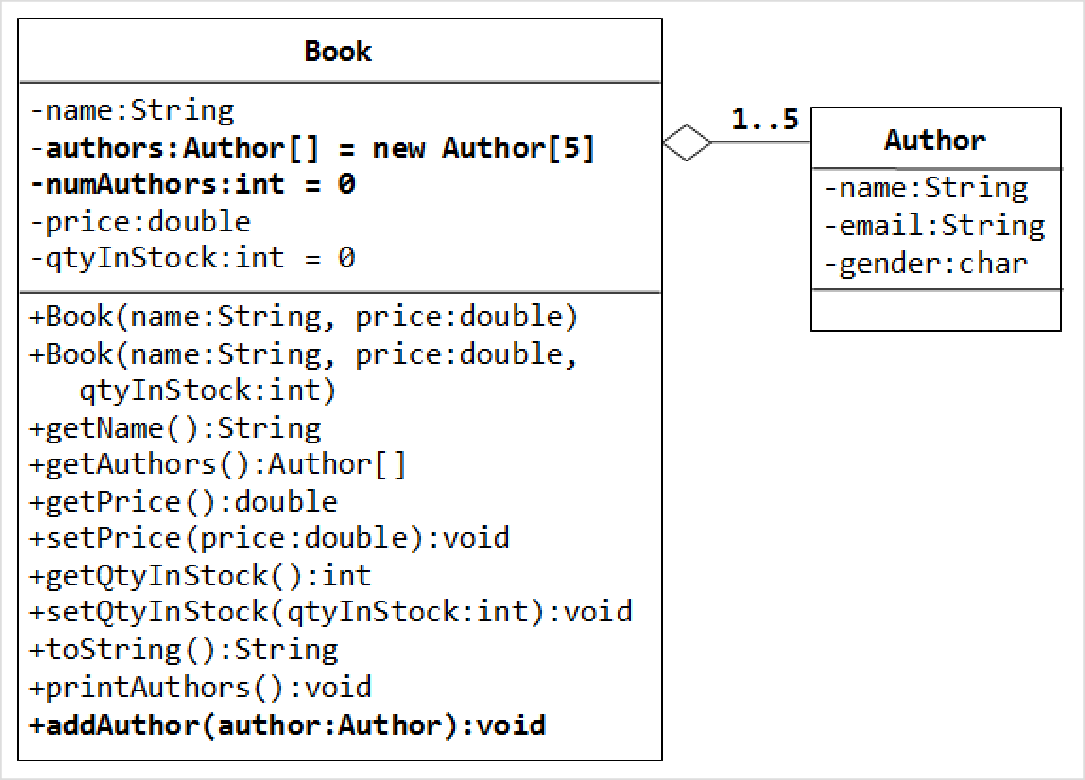 Book
-name:String
-authors:Author[] = new Author[5]
-numAuthors:int = 0
-price:double
-qtyInStock:int = 0
+Book(name:String, price:double)
+Book(name:String, price:double,
qtyInStock:int)
+getName():String
+getAuthors():Author[]
+getPrice():double
+setPrice(price:double):void
+getQtyInStock():int
+setQtyInStock(qtyInStock:int):void
+toString():String
+printAuthors():void
+addAuthor(author:Author):void
1..5
Author
-name:String
-email:String
-gender:char